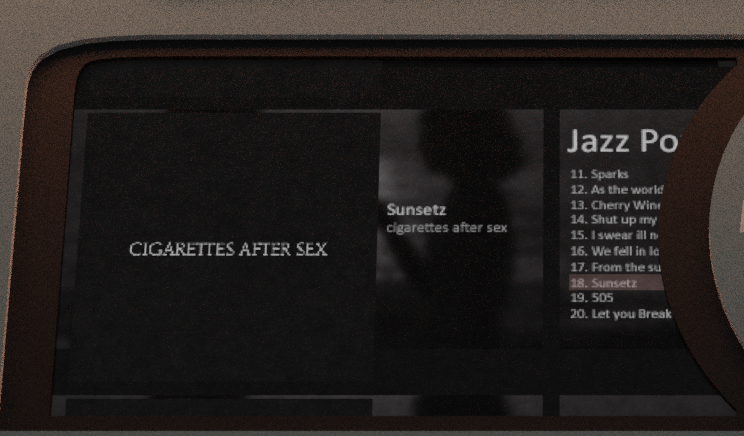 CIGARETTES AFTER SEX
Sunsetz
cigarettes after sex
Jazz Po
11. Sparks
12. As the world
13. Cherry Wine
14. Shut up my
15. I swear ill n
16. We fell in lo
17. From the su
18. Sunsetz
19. 505
20. Let you Break